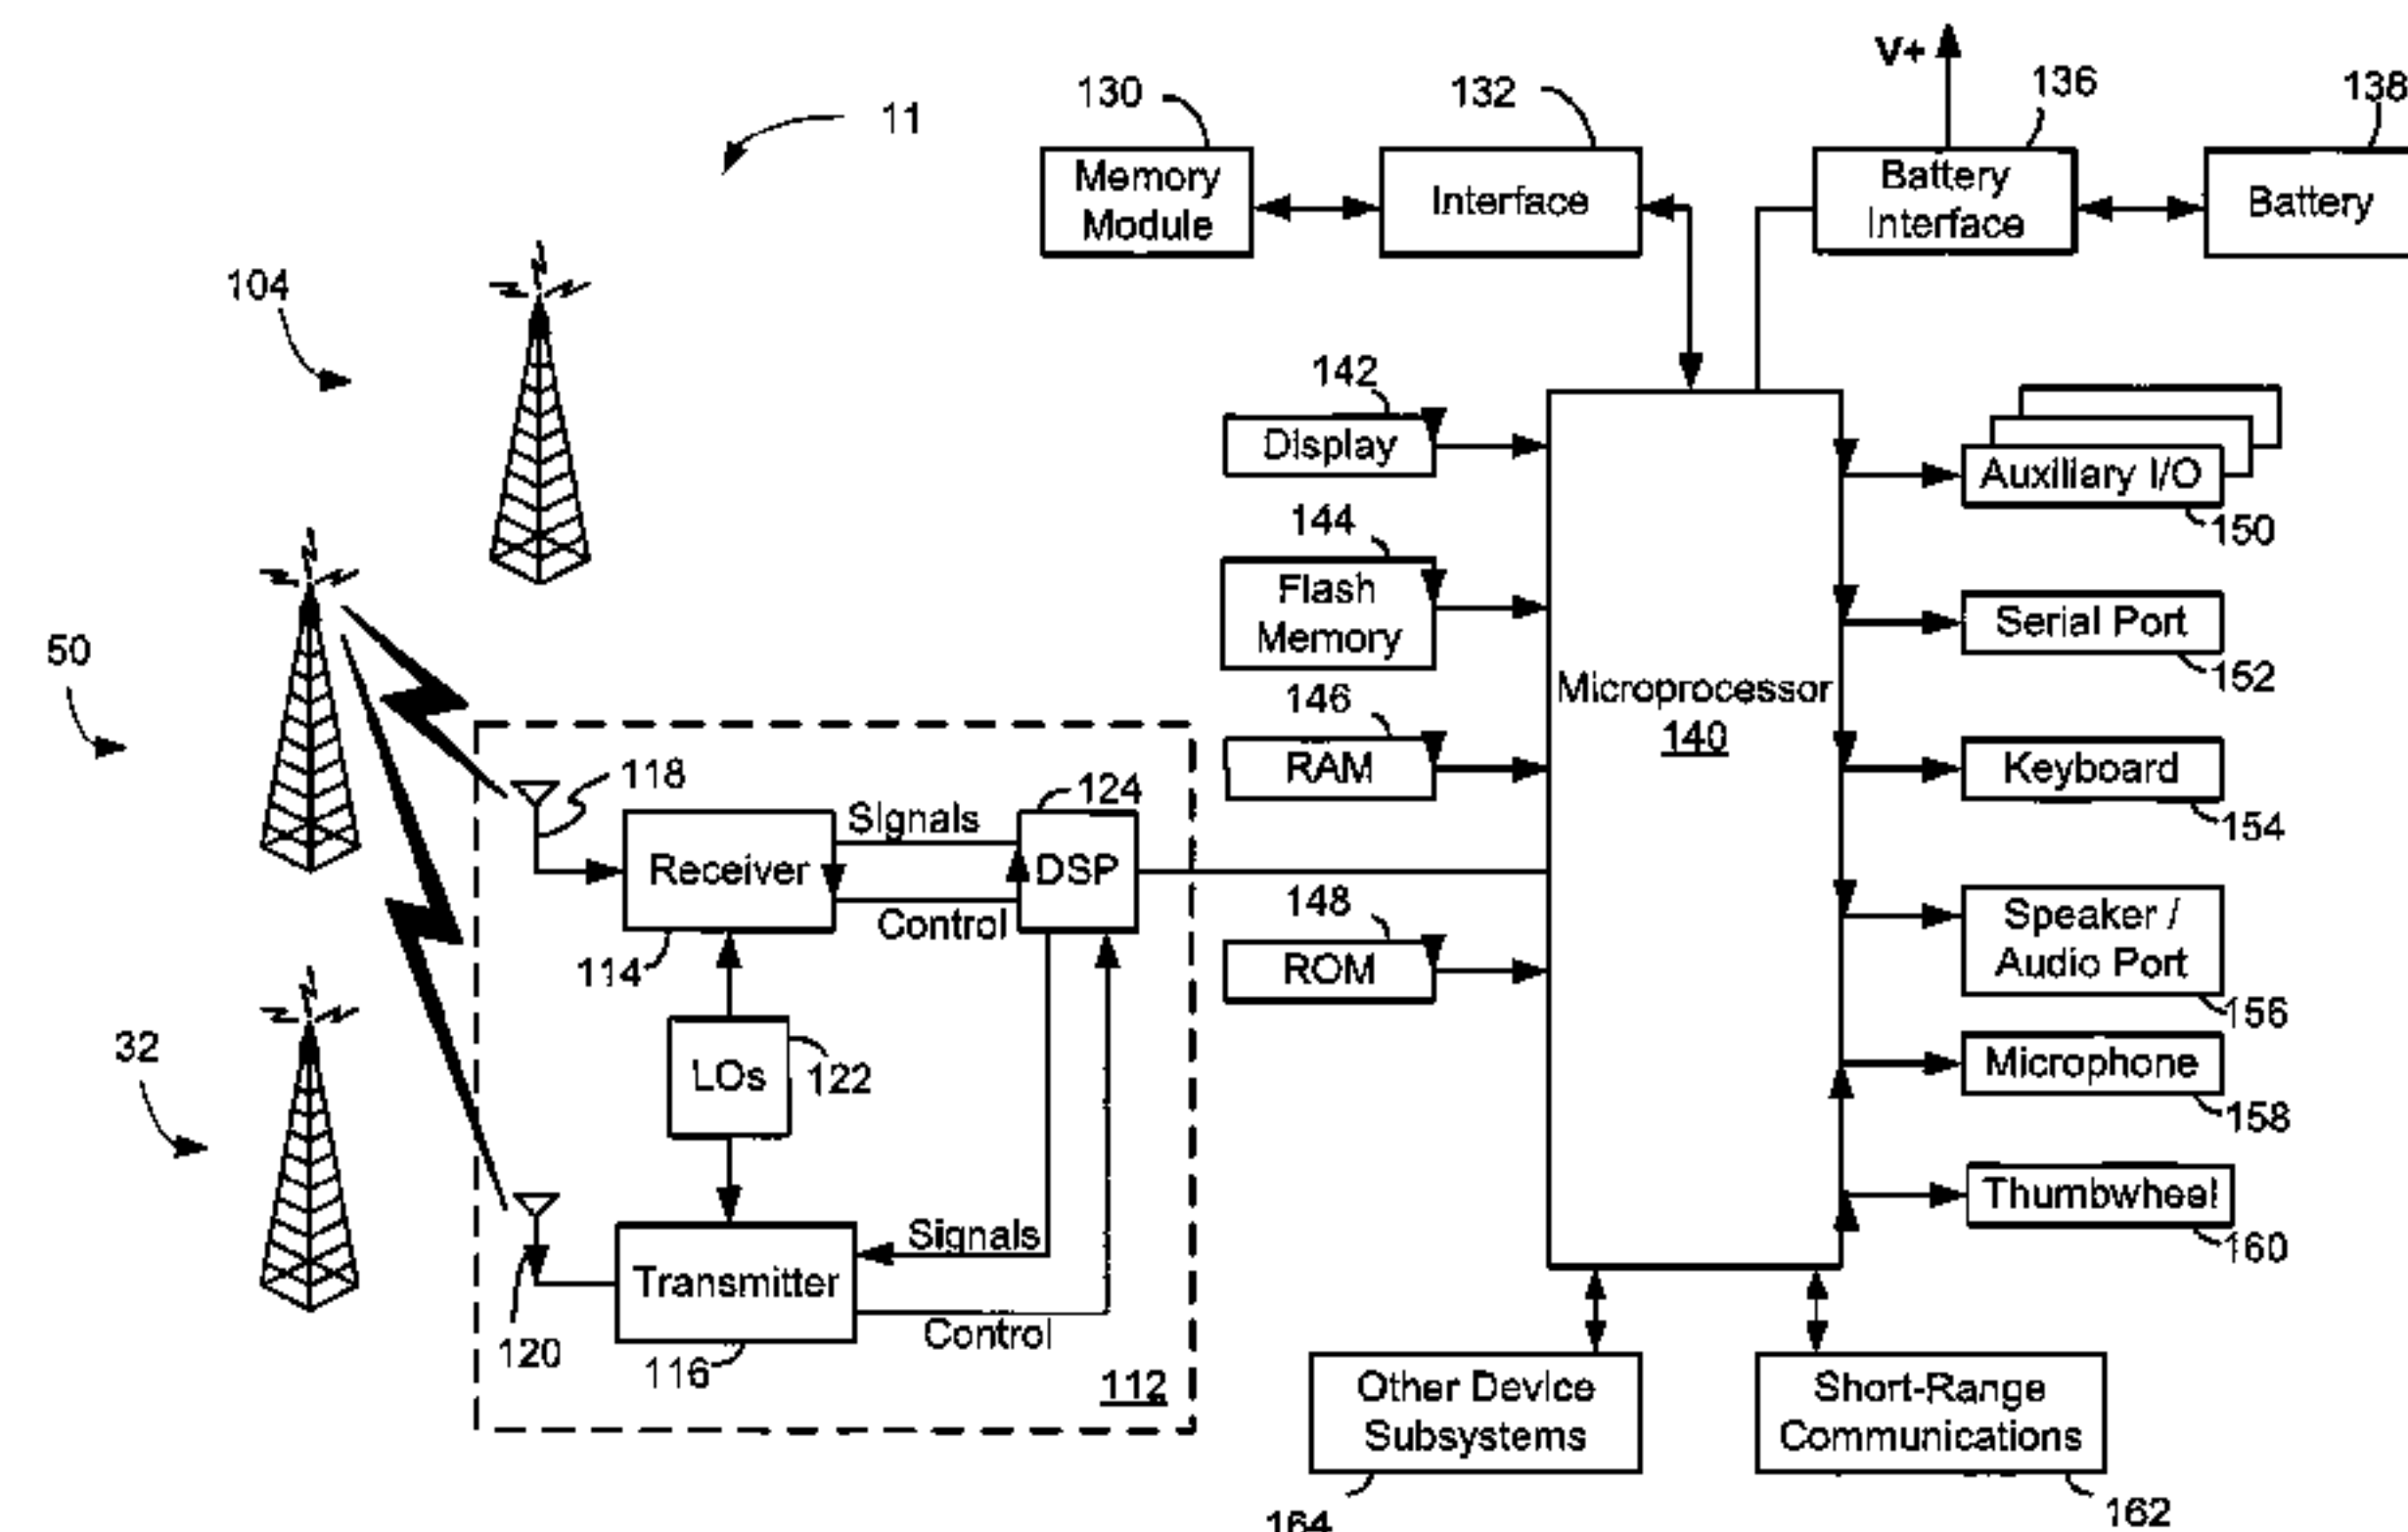 11
130
132
V+
136
138
Memory
Module
Interface
Battery
Interface
Battery
104
142
Display
Auxiliary I/O
150
144
Flash
Memory
Serial Port
152
50
Microprocessor
140
146
RAM
Keyboard
154
118
124
Signals
Receiver
DSP
Control
114
148
ROM
Speaker /
Audio Port
156
32
LOs
122
Microphone
158
Thumbwheel
160
Signals
Transmitter
Control
120
116
112
Other Device
Subsystems
164
Short-Range
Communications
162